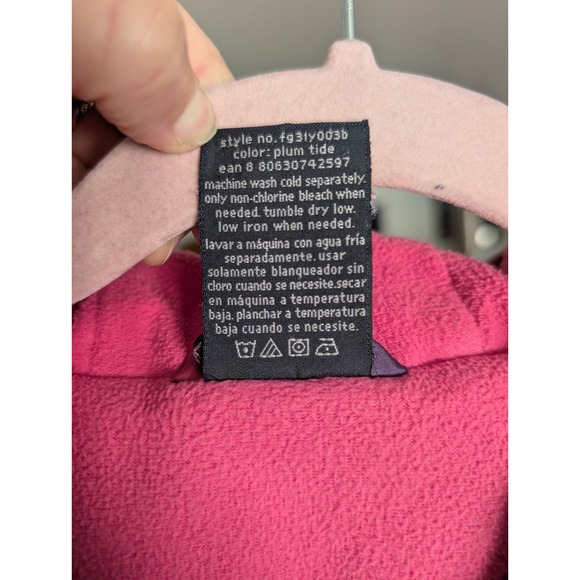 style no.fg31y003b
color: plum tide
ean 8 80630742597
machine wash cold separately.
only non-chlorine bleach when
needed. tumble dry low.
low iron when needed.
lavar a máquina con agua fría
separadamente. usar
solamente blanqueador sin
cloro cuando se necesite.secar
en máquina a temperatura
baja. planchar a temperatura
baja cuando se necesite.